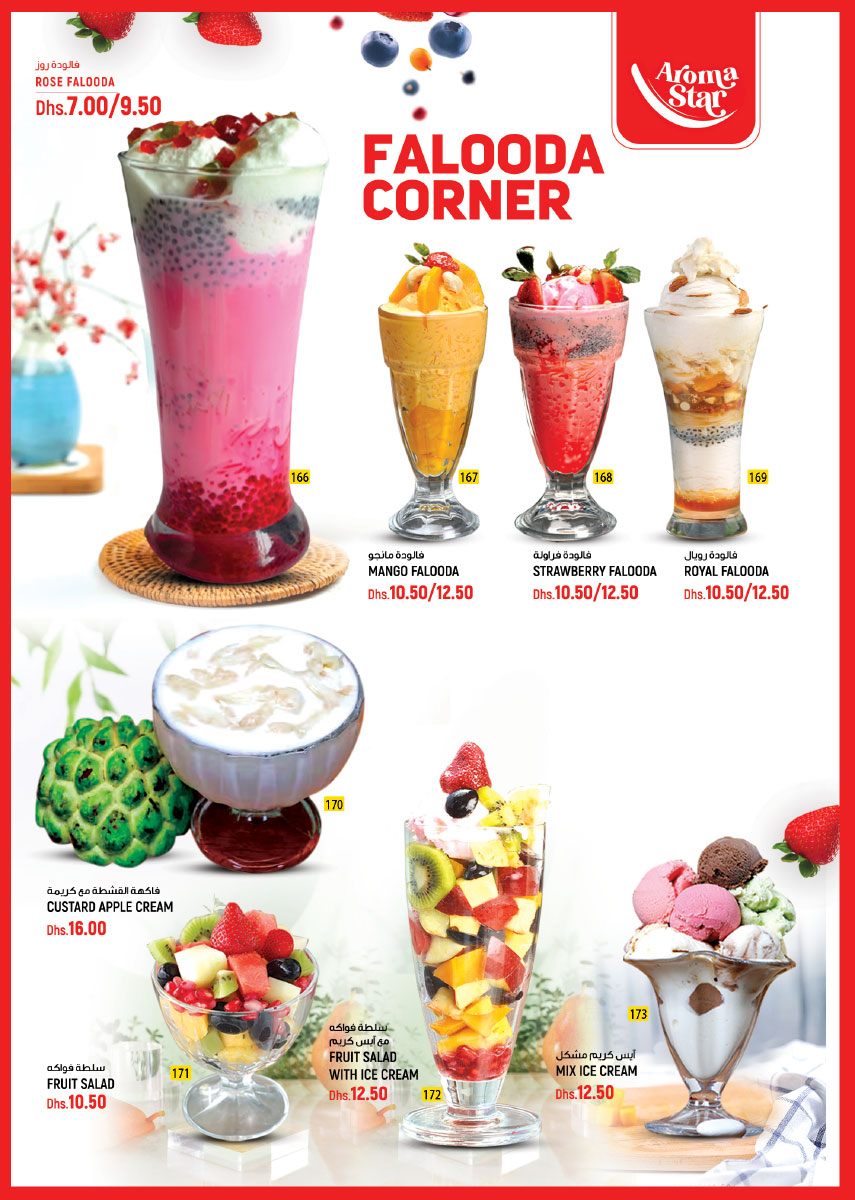 فالودة روز
ROSE FALOODA
Dhs.7.00/9.50
Aroma
Star
FALOODA
CORNER
166
167
168
169
فالودة مانجو
MANGO FALOODA
Dhs.10.50/12.50
فالودة فراولة
STRAWBERRY FALOODA
Dhs.10.50/12.50
فالودة رويال
ROYAL FALOODA
Dhs.10.50/12.50
170
فاكهة القشطة مع كريمة
CUSTARD APPLE CREAM
Dhs.16.00
171
سلطة فواكه
FRUIT SALAD
Dhs.10.50
سلطة فواكه
مع آيس كريم
FRUIT SALAD
WITH ICE CREAM
Dhs.12.50
172
173
آيس كريم مشكل
MIX ICE CREAM
Dhs.12.50